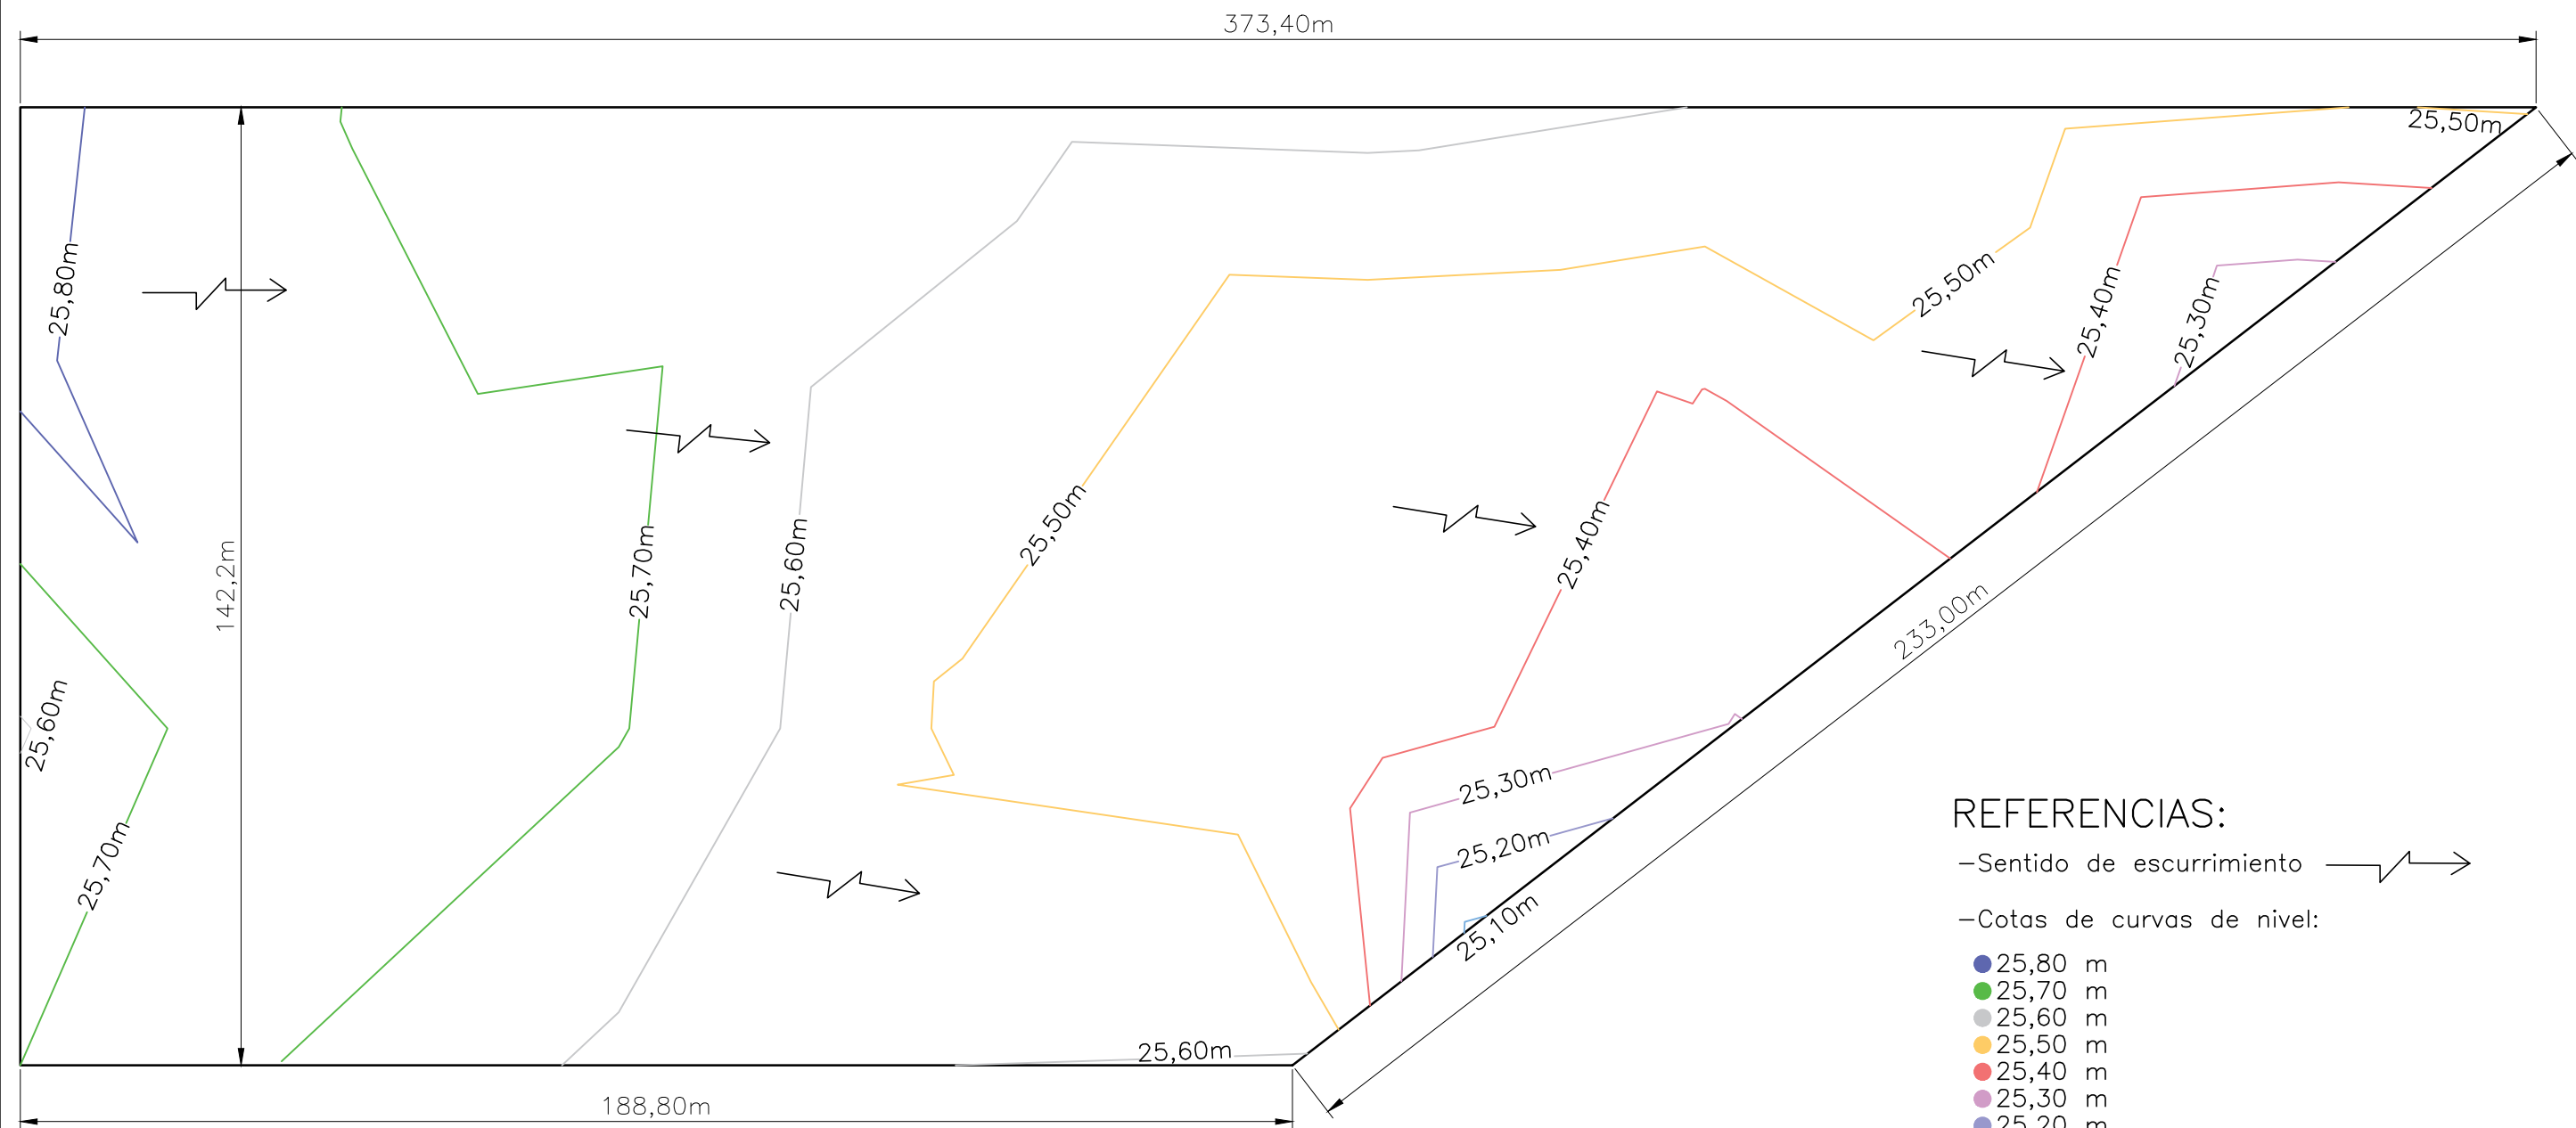 373,40m
25,50m
25,80m
25,50m
25,40m
25,30m
142,2m
25,70m
25,60m
25,50m
25,40m
233,00m
25,60m
25,70m
25,30m
25,20m
25,10m
25,60m
188,80m
REFERENCIAS:
-Sentido de escurrimiento
-Cotas de curvas de nivel:
25,80 m
25,70 m
25,60 m
25,50 m
25,40 m
25,30 m
25,20 m